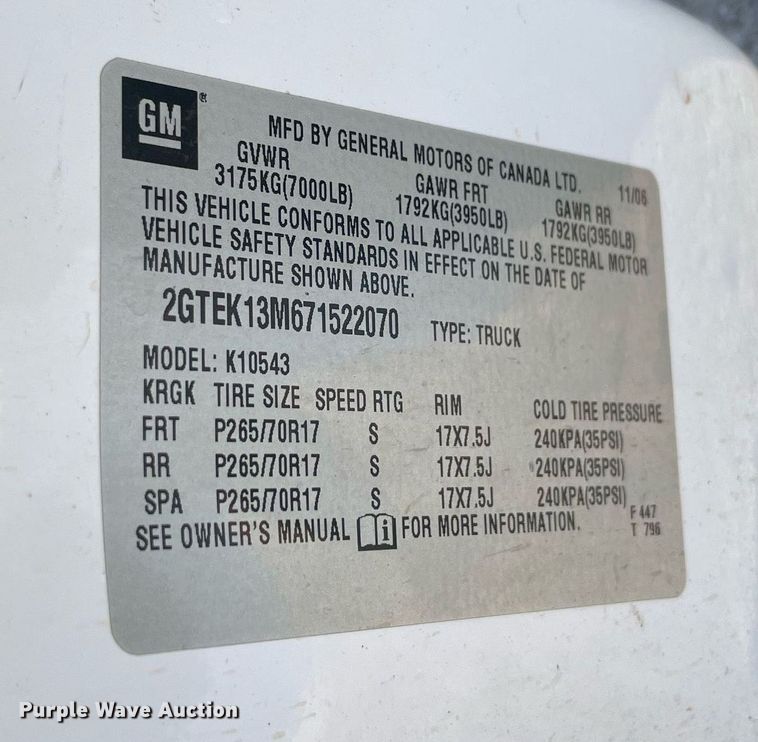 GM®
MFD BY GENERAL MOTORS OF CANADA LTD. 11/06
GVWR GAWR FRT GAWR RR
3175KG(7000LB) 1792KG(3950LB) 1792KG(3950LB)
THIS VEHICLE CONFORMS TO ALL APPLICABLE U.S. FEDERAL MOTOR
VEHICLE SAFETY STANDARDS IN EFFECT ON THE DATE OF
MANUFACTURE SHOWN ABOVE.
2GTEK13M671522070 TYPE: TRUCK
MODEL: K10543
KRGK TIRE SIZE SPEED RTG RIM COLD TIRE PRESSURE
FRT P265/70R17 S 17X7.5J 240KPA(35PSI)
RR P265/70R17 S 17X7.5J 240KPA(35PSI)
SPA P265/70R17 S 17X7.5J 240KPA(35PSI)
SEE OWNER'S MANUAL i FOR MORE INFORMATION. F 447
T 796
Purple Wave Auction